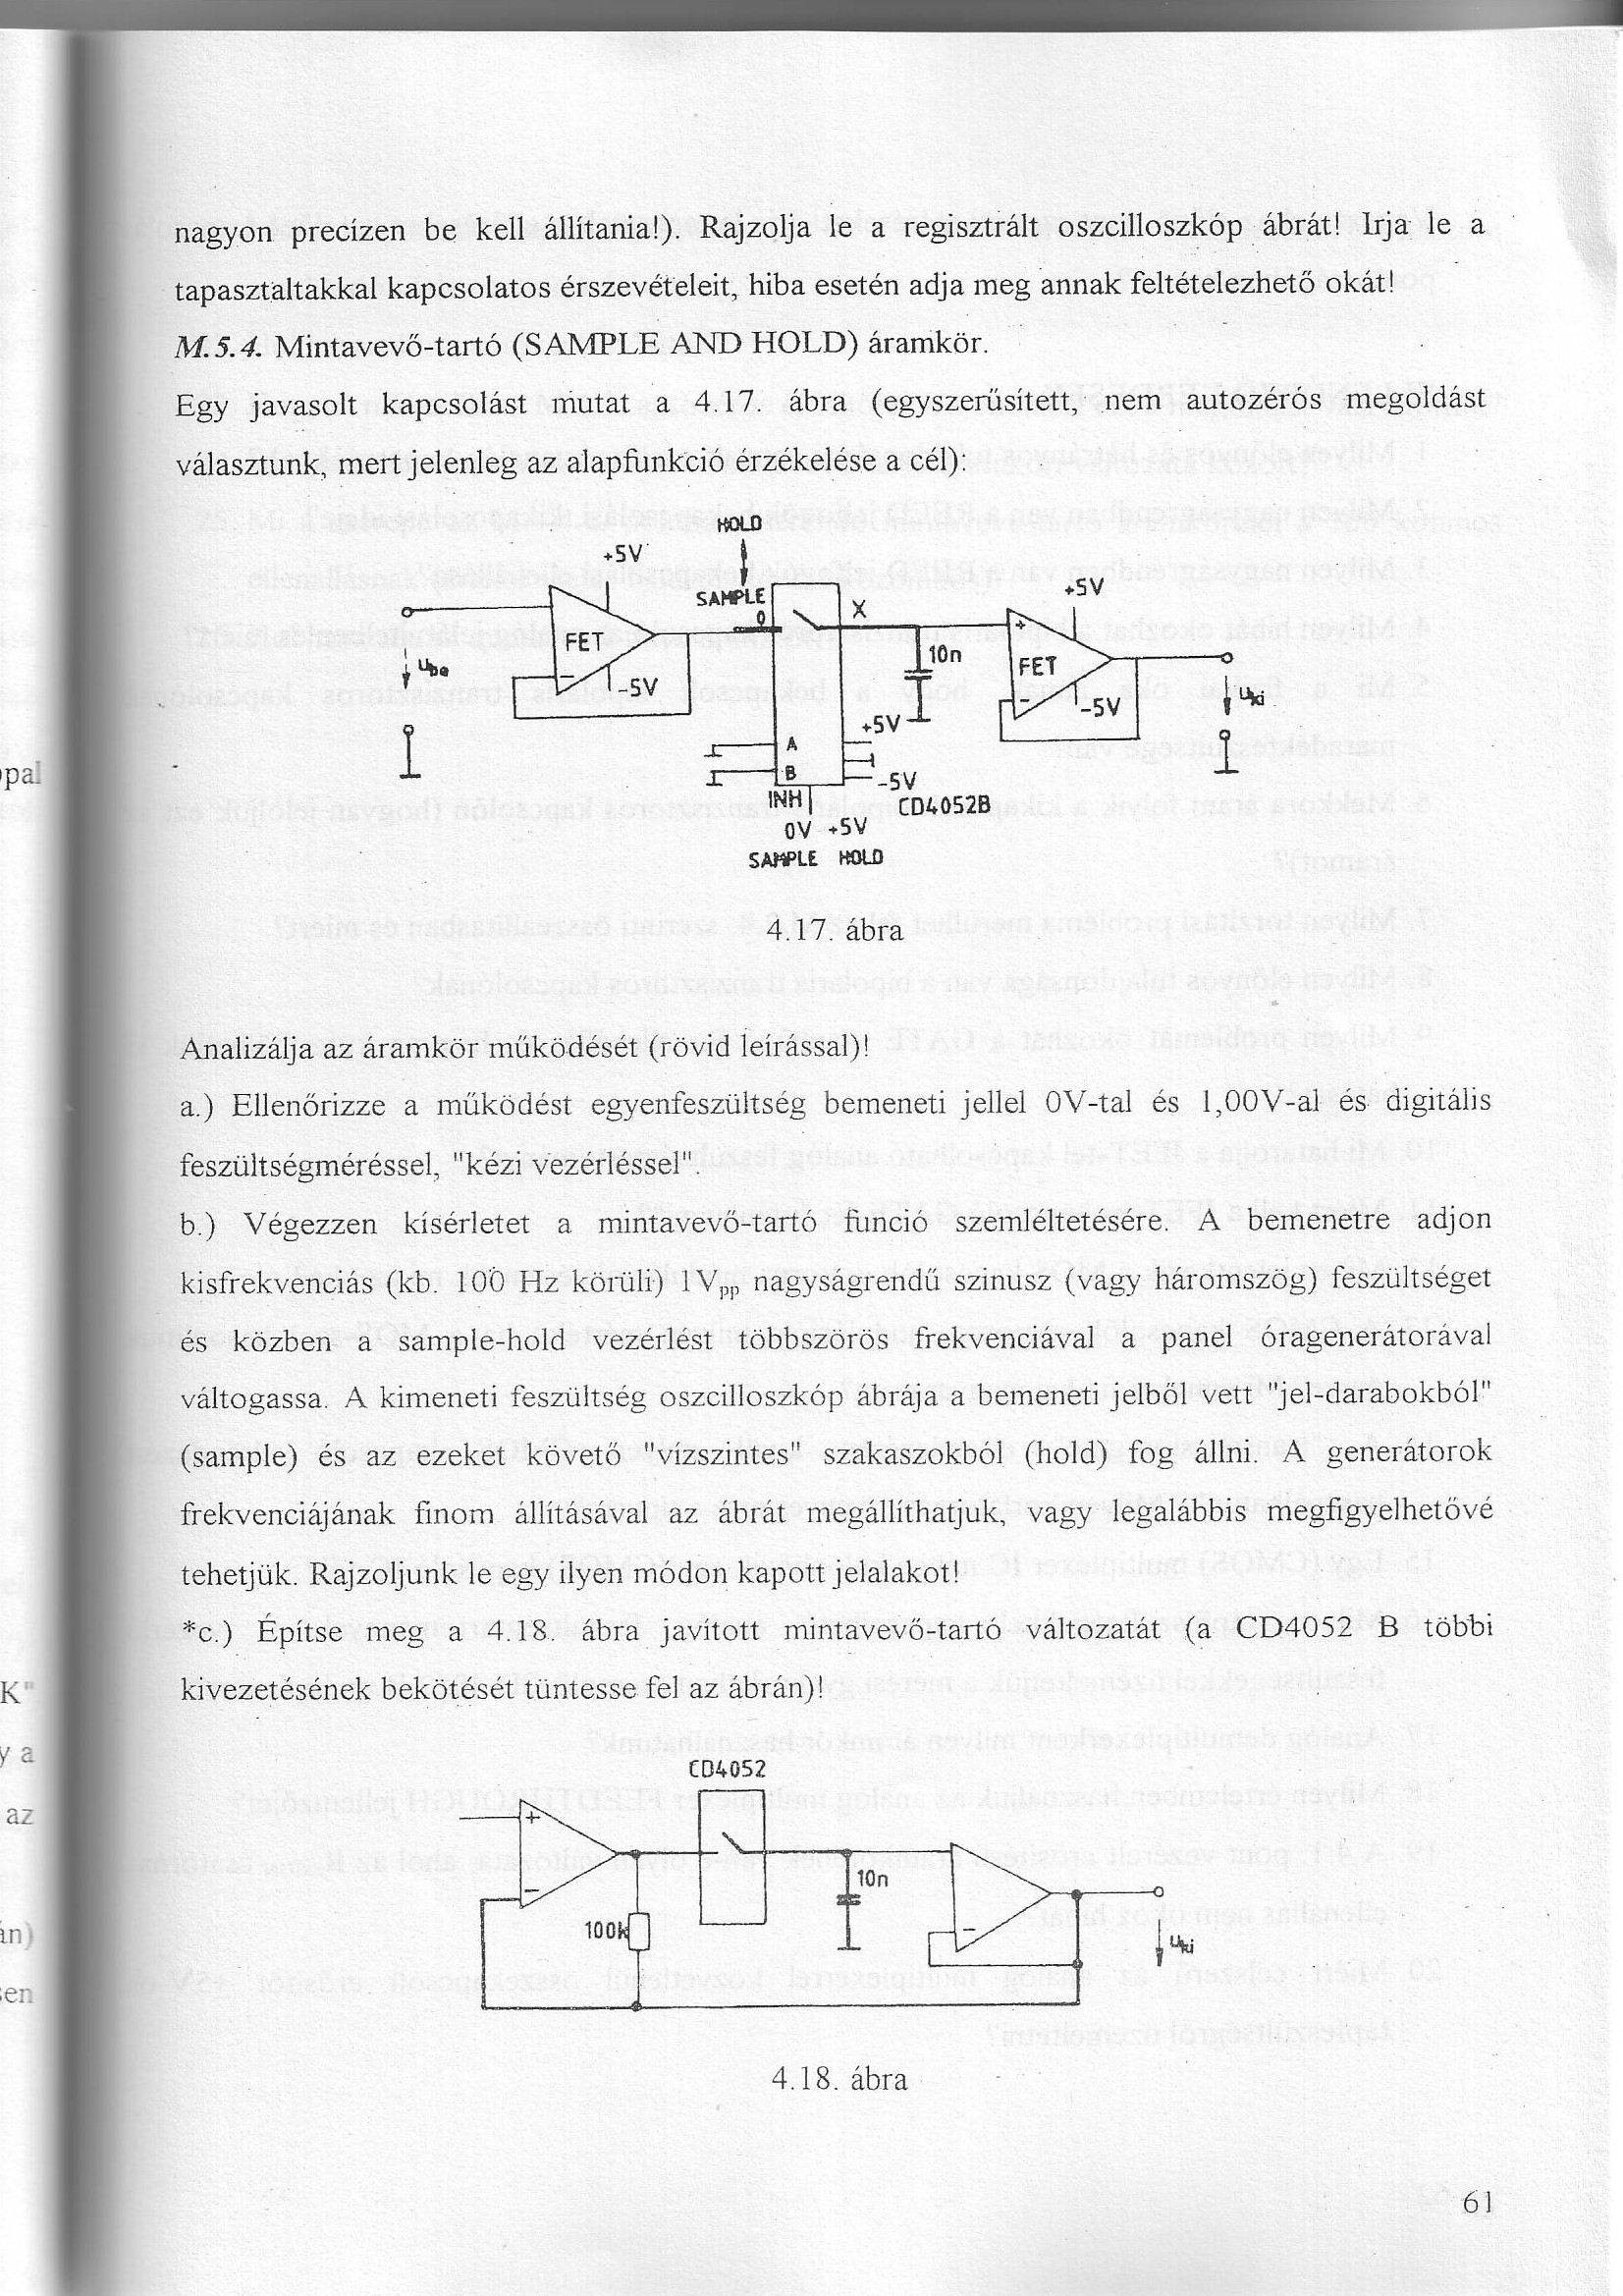 nagyon precízen be kell állítania!). Rajzolja le a regisztrált oszcilloszkóp ábrát! Irja le a
tapasztaltakkal kapcsolatos érszevételeit, hiba esetén adja meg annak feltételezhető okát!
M.5.4. Mintavevő-tartó (SAMPLE AND HOLD) áramkör.
Egy javasolt kapcsolást mutat a 4.17. ábra (egyszerűsített, nem autozérós megoldást
választunk, mert jelenleg az alapfunkció érzékelése a cél):
HOLD
+5V
SAMPLE
0
X
+5V
FET
-5V
10n
+
FET
-
-5V
ube
uki
+5V
A
B
-5V
INH
CD4052B
0V +5V
SAMPLE HOLD
4.17. ábra
Analizálja az áramkör működését (rövid leírással)!
a.) Ellenőrizze a működést egyenfeszültség bemeneti jellel 0V-tal és 1,00V-al és digitális
feszültségméréssel, "kézi vezérléssel".
b.) Végezzen kísérletet a mintavevő-tartó funció szemléltetésére. A bemenetre adjon
kisfrekvenciás (kb. 100 Hz körüli) 1Vpp nagyságrendű szinusz (vagy háromszög) feszültséget
és közben a sample-hold vezérlést többszörös frekvenciával a panel óragenerátorával
váltogassa. A kimeneti feszültség oszcilloszkóp ábrája a bemeneti jelből vett "jel-darabokból"
(sample) és az ezeket követő "vízszintes" szakaszokból (hold) fog állni. A generátorok
frekvenciájának finom állításával az ábrát megállíthatjuk, vagy legalábbis megfigyelhetővé
tehetjük. Rajzoljunk le egy ilyen módon kapott jelalakot!
*c.) Építse meg a 4.18. ábra javított mintavevő-tartó változatát (a CD4052 B többi
kivezetésének bekötését tüntesse fel az ábrán)!
CD4052
+
-
10n
100k
-
uki
4.18. ábra
61
ppal
K"
y a
az
án)
sen